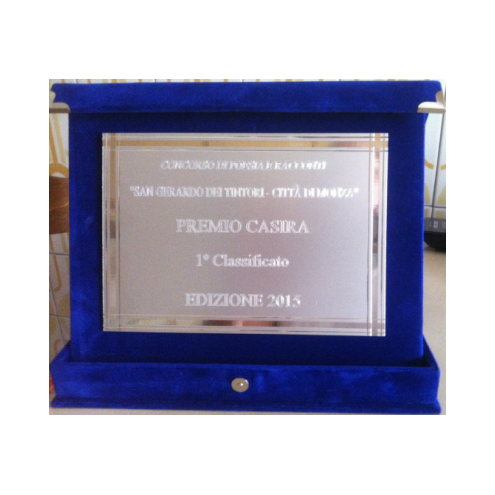 CONCORSO DI POESIA E RACCONTI
"SAN GERARDO DEI TINTORI - CITTÀ DI MONZA"
PREMIO CASIRA
1° Classificato
EDIZIONE 2015